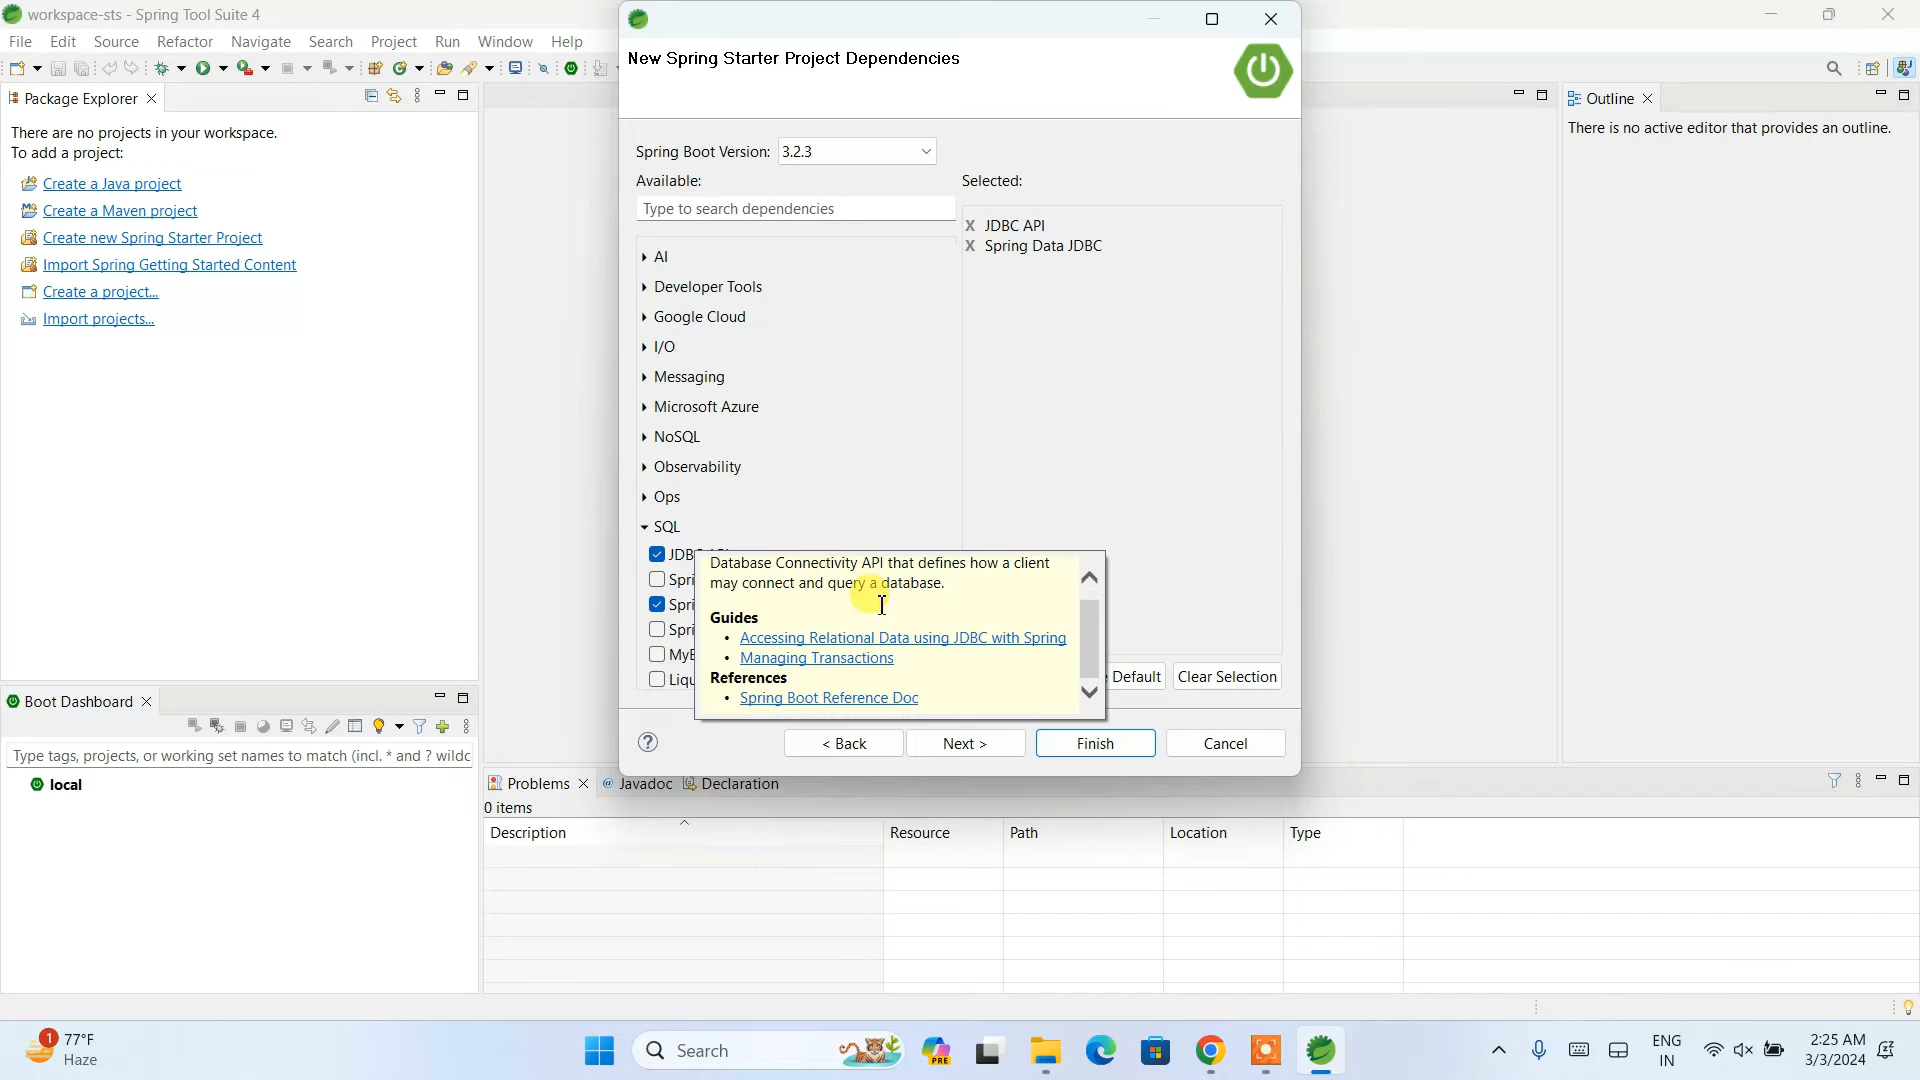 workspace-sts - Spring Tool Suite 4
File Edit Source Refactor Navigate Search Project Run Window Help
Package Explorer
There are no projects in your workspace.
To add a project:
Create a Java project
Create a Maven project
Create new Spring Starter Project
Import Spring Getting Started Content
Create a project...
Import projects...
Boot Dashboard
Type tags, projects, or working set names to match (incl. * and ? wildc
local
New Spring Starter Project Dependencies
Spring Boot Version: 3.2.3
Available:
Type to search dependencies
AI
Developer Tools
Google Cloud
I/O
Messaging
Microsoft Azure
NoSQL
Observability
Ops
SQL
Selected:
X JDBC API
X Spring Data JDBC
Database Connectivity API that defines how a client
may connect and query a database.
Guides
• Accessing Relational Data using JDBC with Spring
• Managing Transactions
References
• Spring Boot Reference Doc
Default Clear Selection
< Back Next > Finish Cancel
Outline
There is no active editor that provides an outline.
Problems @ Javadoc Declaration
0 items
Description Resource Path Location Type
1 77°F
Haze
Search
PRE
ENG
IN
2:25 AM
3/3/2024